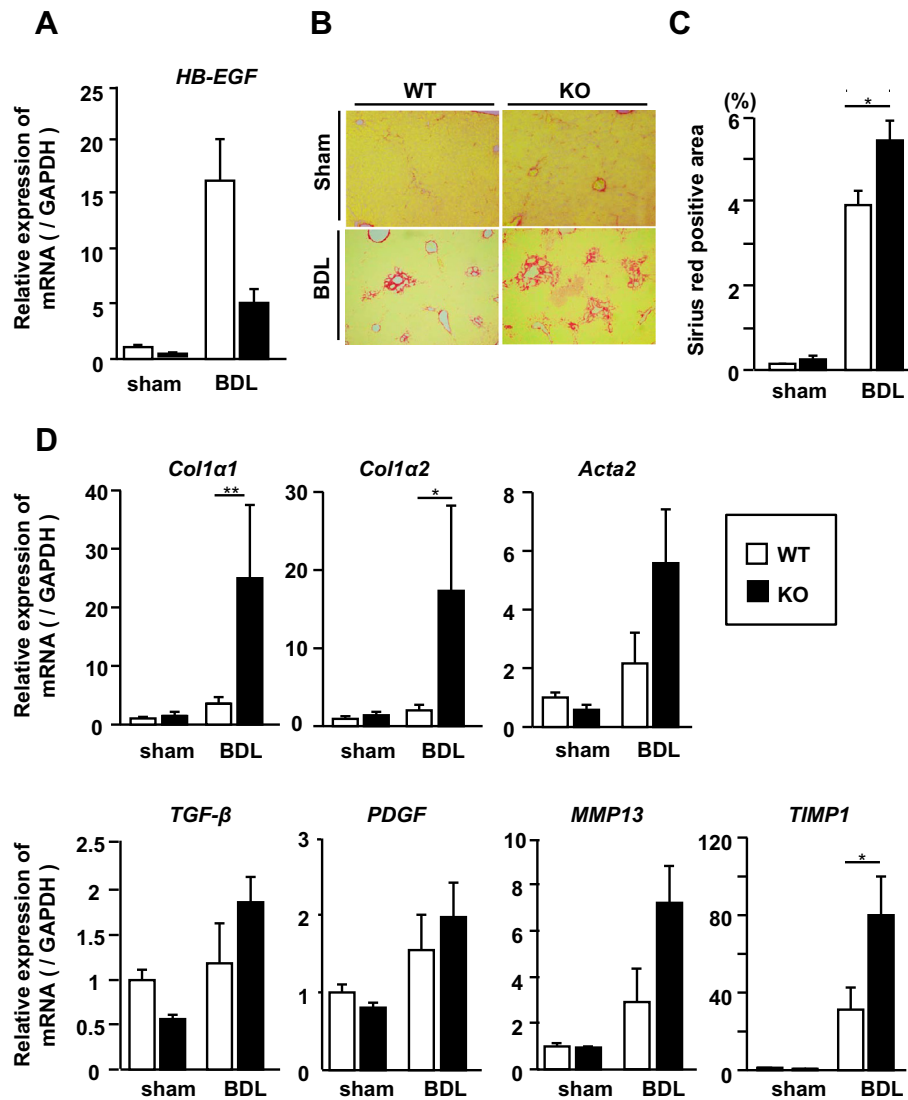 A
HB-EGF
Relative expression of
mRNA ( / GAPDH )
25
20
15
10
5
0
sham
BDL
B
WT
KO
Sham
BDL
C
(%)
Sirius red positive area
6
4
2
0
*
sham
BDL
D
Col1α1
Relative expression of
mRNA ( / GAPDH )
40
30
20
10
0
**
sham
BDL
Col1α2
30
20
10
0
*
sham
BDL
Acta2
8
6
4
2
0
sham
BDL
WT
KO
TGF-β
Relative expression of
mRNA ( / GAPDH )
2.5
2
1.5
1
0.5
0
sham
BDL
PDGF
3
2
1
0
sham
BDL
MMP13
10
8
6
4
2
0
sham
BDL
TIMP1
120
80
40
0
*
sham
BDL